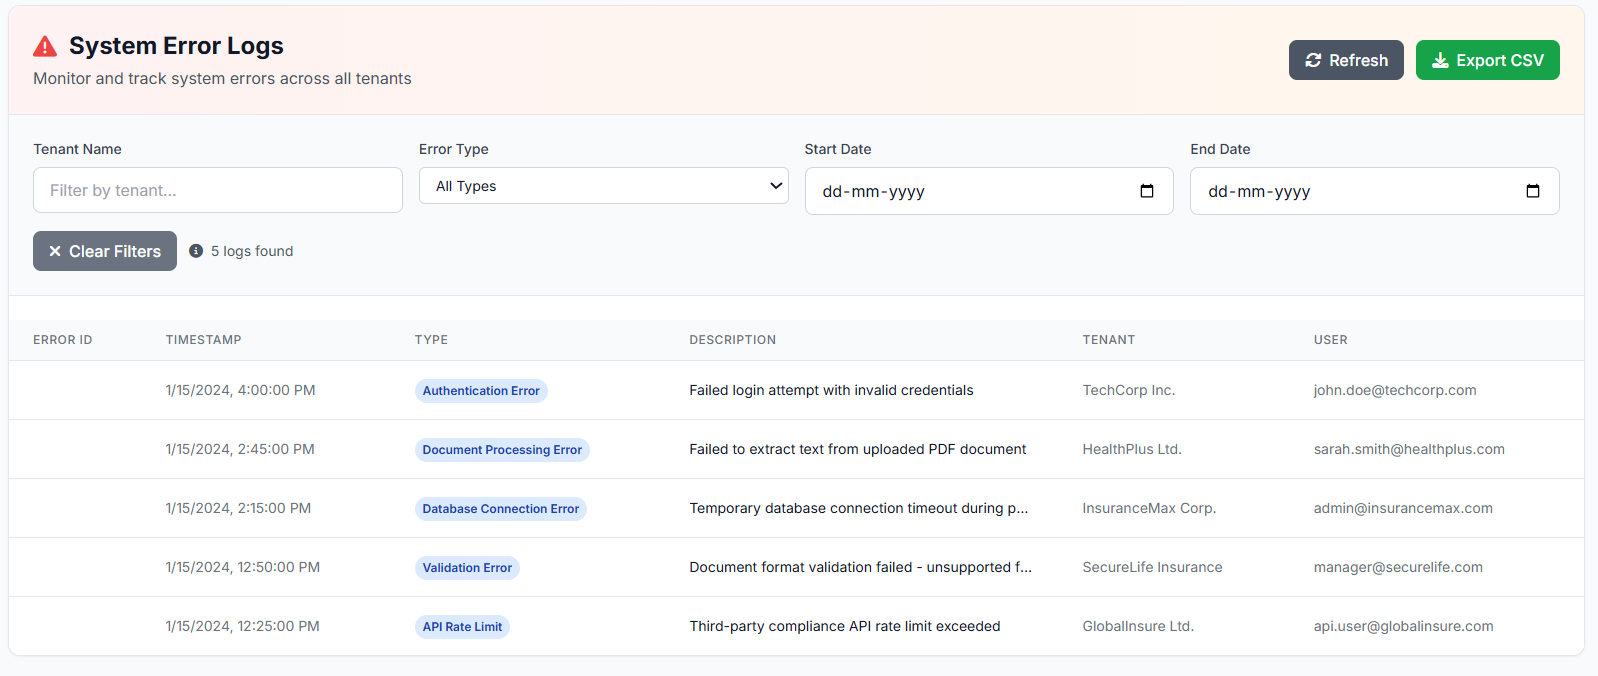 System Error Logs
Monitor and track system errors across all tenants
Refresh
Export CSV
Tenant Name
Error Type
Start Date
End Date
Filter by tenant...
All Types
dd-mm-yyyy
dd-mm-yyyy
Clear Filters
5 logs found
ERROR ID TIMESTAMP TYPE DESCRIPTION TENANT USER
1/15/2024, 4:00:00 PM Authentication Error Failed login attempt with invalid credentials TechCorp Inc. john.doe@techcorp.com
1/15/2024, 2:45:00 PM Document Processing Error Failed to extract text from uploaded PDF document HealthPlus Ltd. sarah.smith@healthplus.com
1/15/2024, 2:15:00 PM Database Connection Error Temporary database connection timeout during p... InsuranceMax Corp. admin@insurancemax.com
1/15/2024, 12:50:00 PM Validation Error Document format validation failed - unsupported f... SecureLife Insurance manager@securelife.com
1/15/2024, 12:25:00 PM API Rate Limit Third-party compliance API rate limit exceeded GlobalInsure Ltd. api.user@globalinsure.com